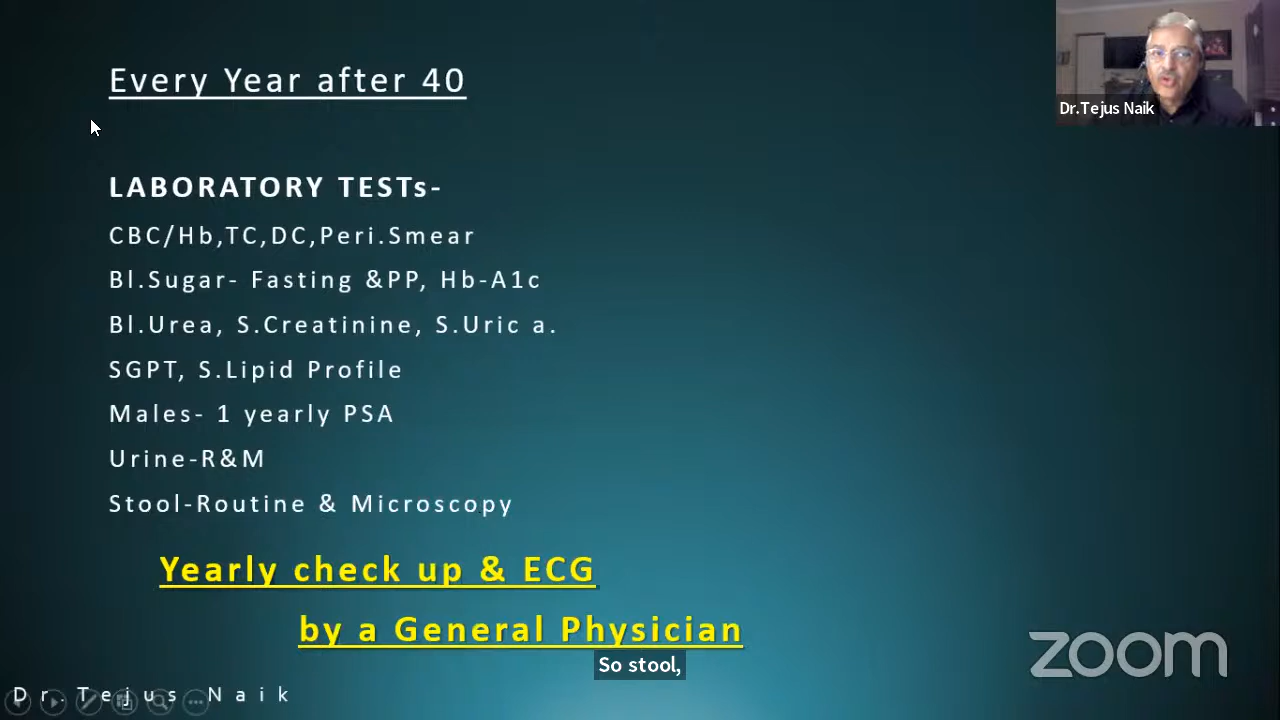 Every Year after 40
Dr.Tejus Naik
LABORATORY TESTs-
CBC/Hb,TC,DC,Peri.Smear
Bl.Sugar- Fasting &PP, Hb-A1c
Bl.Urea, S.Creatinine, S.Uric a.
SGPT, S.Lipid Profile
Males- 1 yearly PSA
Urine-R&M
Stool-Routine & Microscopy
Yearly check up & ECG
by a General Physician
So stool,
zoom
Dr. Tejus Naik